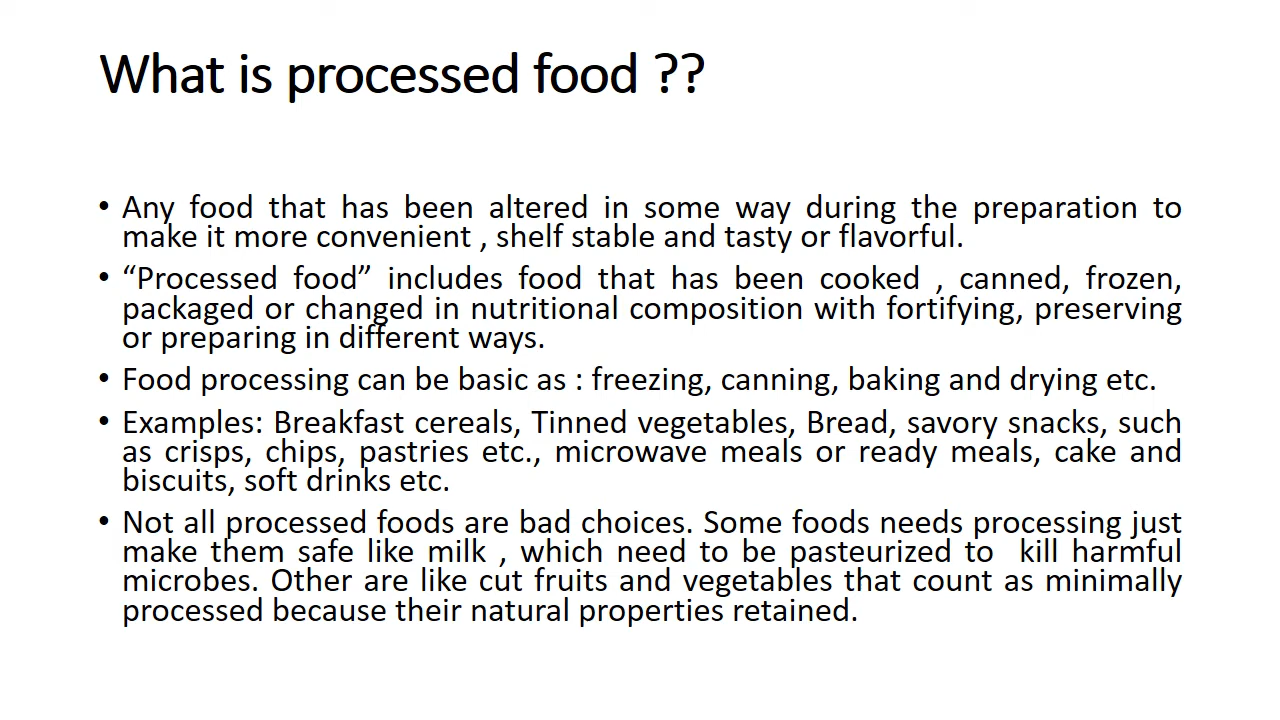 What is processed food ??
• Any food that has been altered in some way during the preparation to
make it more convenient , shelf stable and tasty or flavorful.
• “Processed food” includes food that has been cooked , canned, frozen,
packaged or changed in nutritional composition with fortifying, preserving
or preparing in different ways.
• Food processing can be basic as : freezing, canning, baking and drying etc.
• Examples: Breakfast cereals, Tinned vegetables, Bread, savory snacks, such
as crisps, chips, pastries etc., microwave meals or ready meals, cake and
biscuits, soft drinks etc.
• Not all processed foods are bad choices. Some foods needs processing just
make them safe like milk , which need to be pasteurized to  kill harmful
microbes. Other are like cut fruits and vegetables that count as minimally
processed because their natural properties retained.